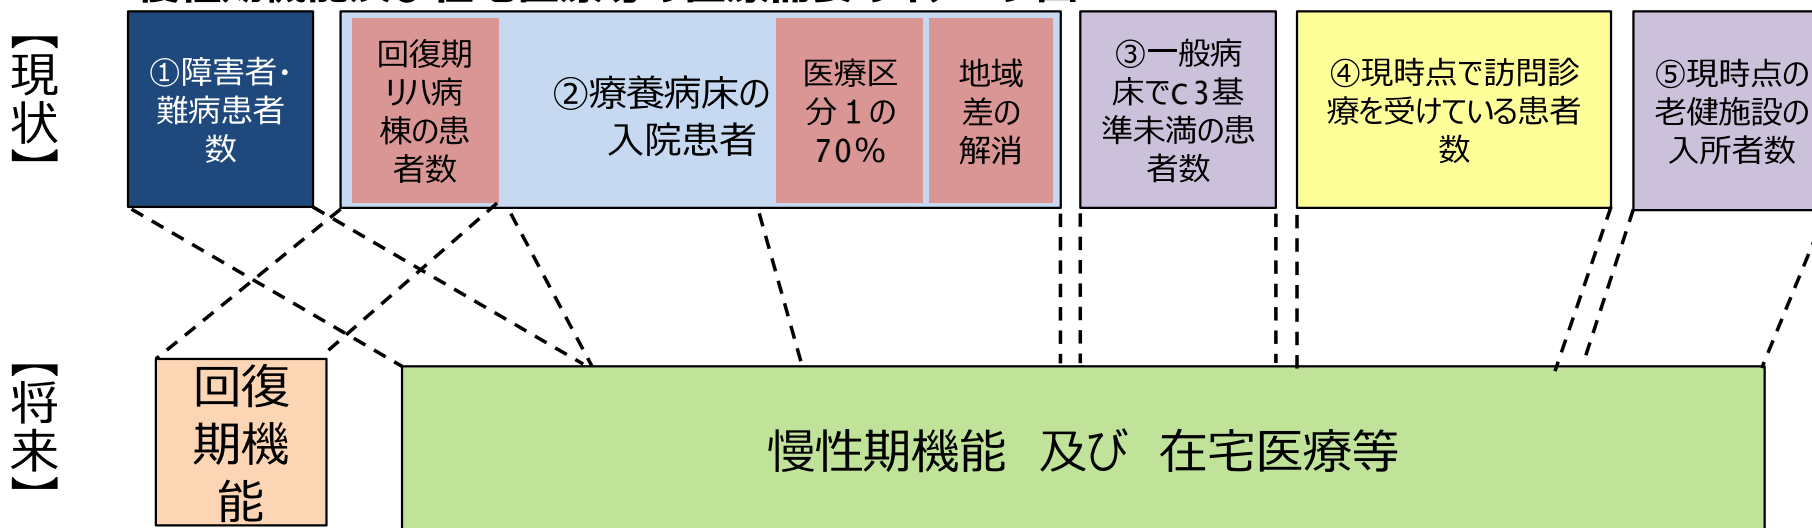 【現状】
①障害者・
難病患者
数
回復期
リハ病
棟の患
者数
②療養病床の
入院患者
医療区
分1の
70%
地域
差の
解消
③一般病
床でC3基
準未満の患
者数
④現時点で訪問診
療を受けている患者
数
⑤現時点の
老健施設の
入所者数
【将来】
回復
期機
能
慢性期機能 及び 在宅医療等